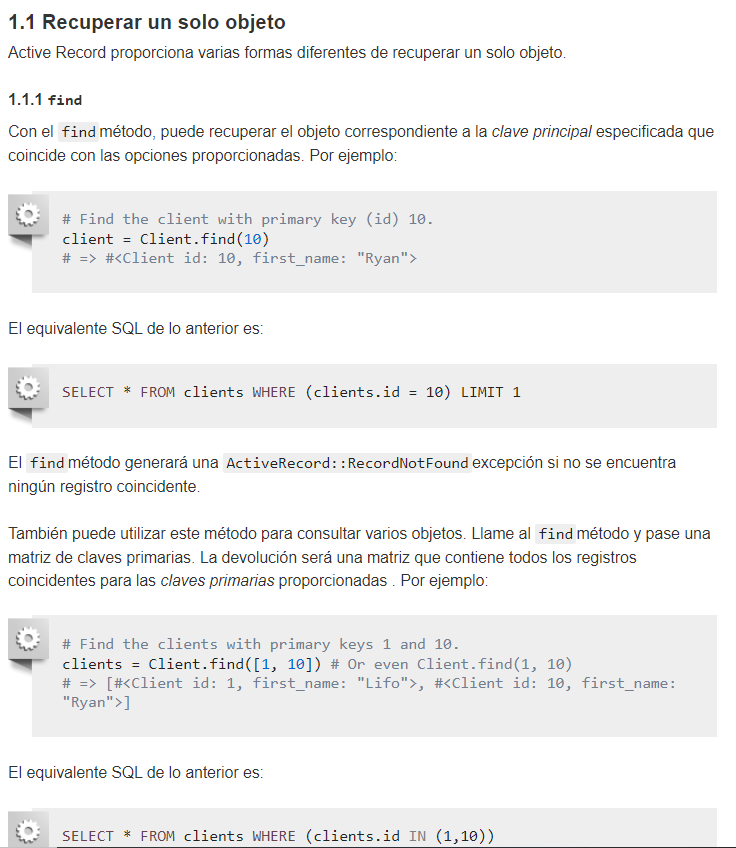 1.1 Recuperar un solo objeto
Active Record proporciona varias formas diferentes de recuperar un solo objeto.
1.1.1 find
Con el find método, puede recuperar el objeto correspondiente a la clave principal especificada que
coincide con las opciones proporcionadas. Por ejemplo:
# Find the client with primary key (id) 10.
client = Client.find(10)
# => #<Client id: 10, first_name: "Ryan">
El equivalente SQL de lo anterior es:
SELECT * FROM clients WHERE (clients.id = 10) LIMIT 1
El find método generará una ActiveRecord::RecordNotFound excepción si no se encuentra
ningún registro coincidente.
También puede utilizar este método para consultar varios objetos. Llame al find método y pase una
matriz de claves primarias. La devolución será una matriz que contiene todos los registros
coincidentes para las claves primarias proporcionadas . Por ejemplo:
# Find the clients with primary keys 1 and 10.
clients = Client.find([1, 10]) # Or even Client.find(1, 10)
# => [#<Client id: 1, first_name: "Lifo">, #<Client id: 10, first_name:
"Ryan">]
El equivalente SQL de lo anterior es:
SELECT * FROM clients WHERE (clients.id IN (1,10))